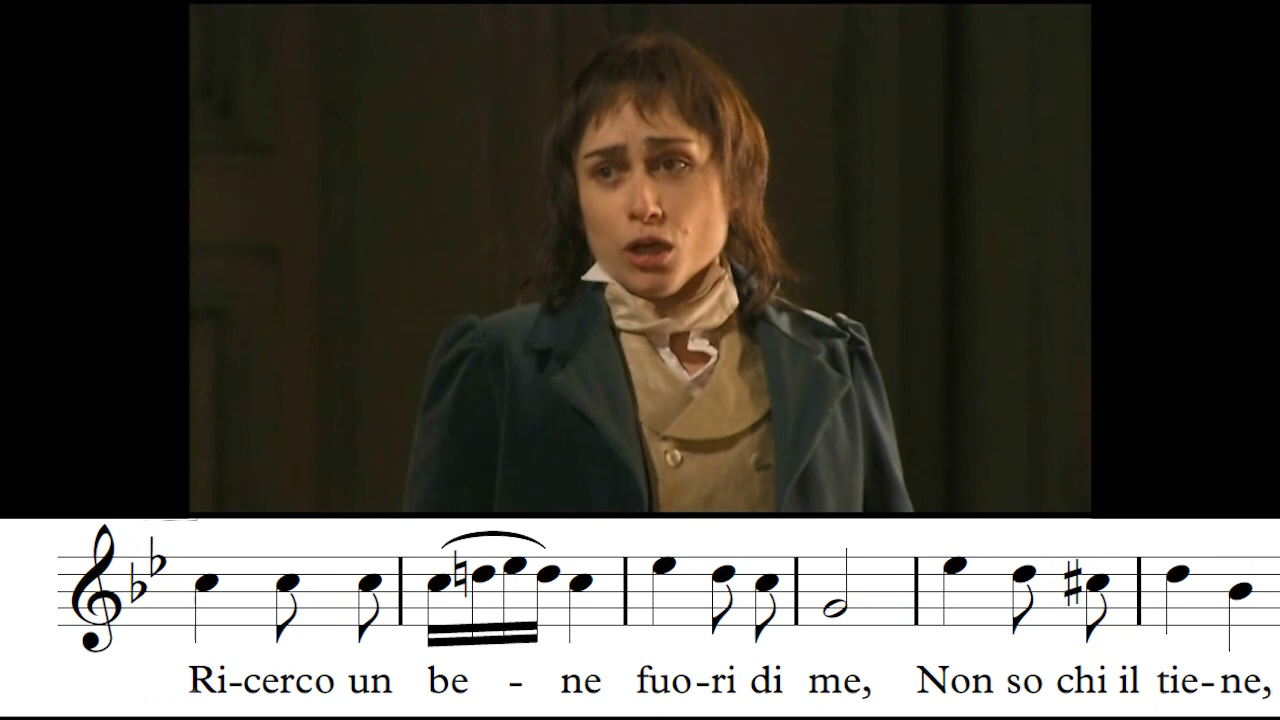 Ri-cerco un be - ne fuo-ri di me, Non so chi il tie-ne,